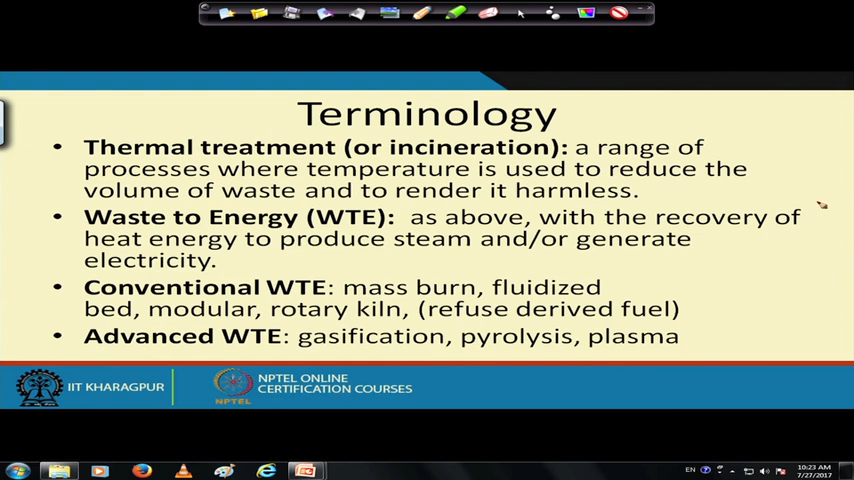 Terminology
• Thermal treatment (or incineration): a range of
processes where temperature is used to reduce the
volume of waste and to render it harmless.
• Waste to Energy (WTE): as above, with the recovery of
heat energy to produce steam and/or generate
electricity.
• Conventional WTE: mass burn, fluidized
bed, modular, rotary kiln, (refuse derived fuel)
• Advanced WTE: gasification, pyrolysis, plasma
IIT KHARAGPUR
NPTEL
NPTEL ONLINE
CERTIFICATION COURSES
EN
10:23 AM
7/27/2017